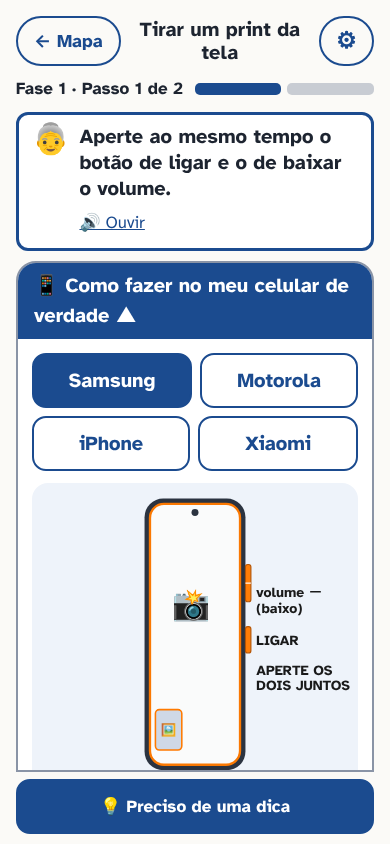 ← Mapa
Tirar um print da
tela
Fase 1 · Passo 1 de 2
Aperte ao mesmo tempo o
botão de ligar e o de baixar
o volume.
Ouvir
Como fazer no meu celular de
verdade ▲
Samsung
Motorola
iPhone
Xiaomi
volume —
(baixo)
LIGAR
APERTE OS
DOIS JUNTOS
Preciso de uma dica